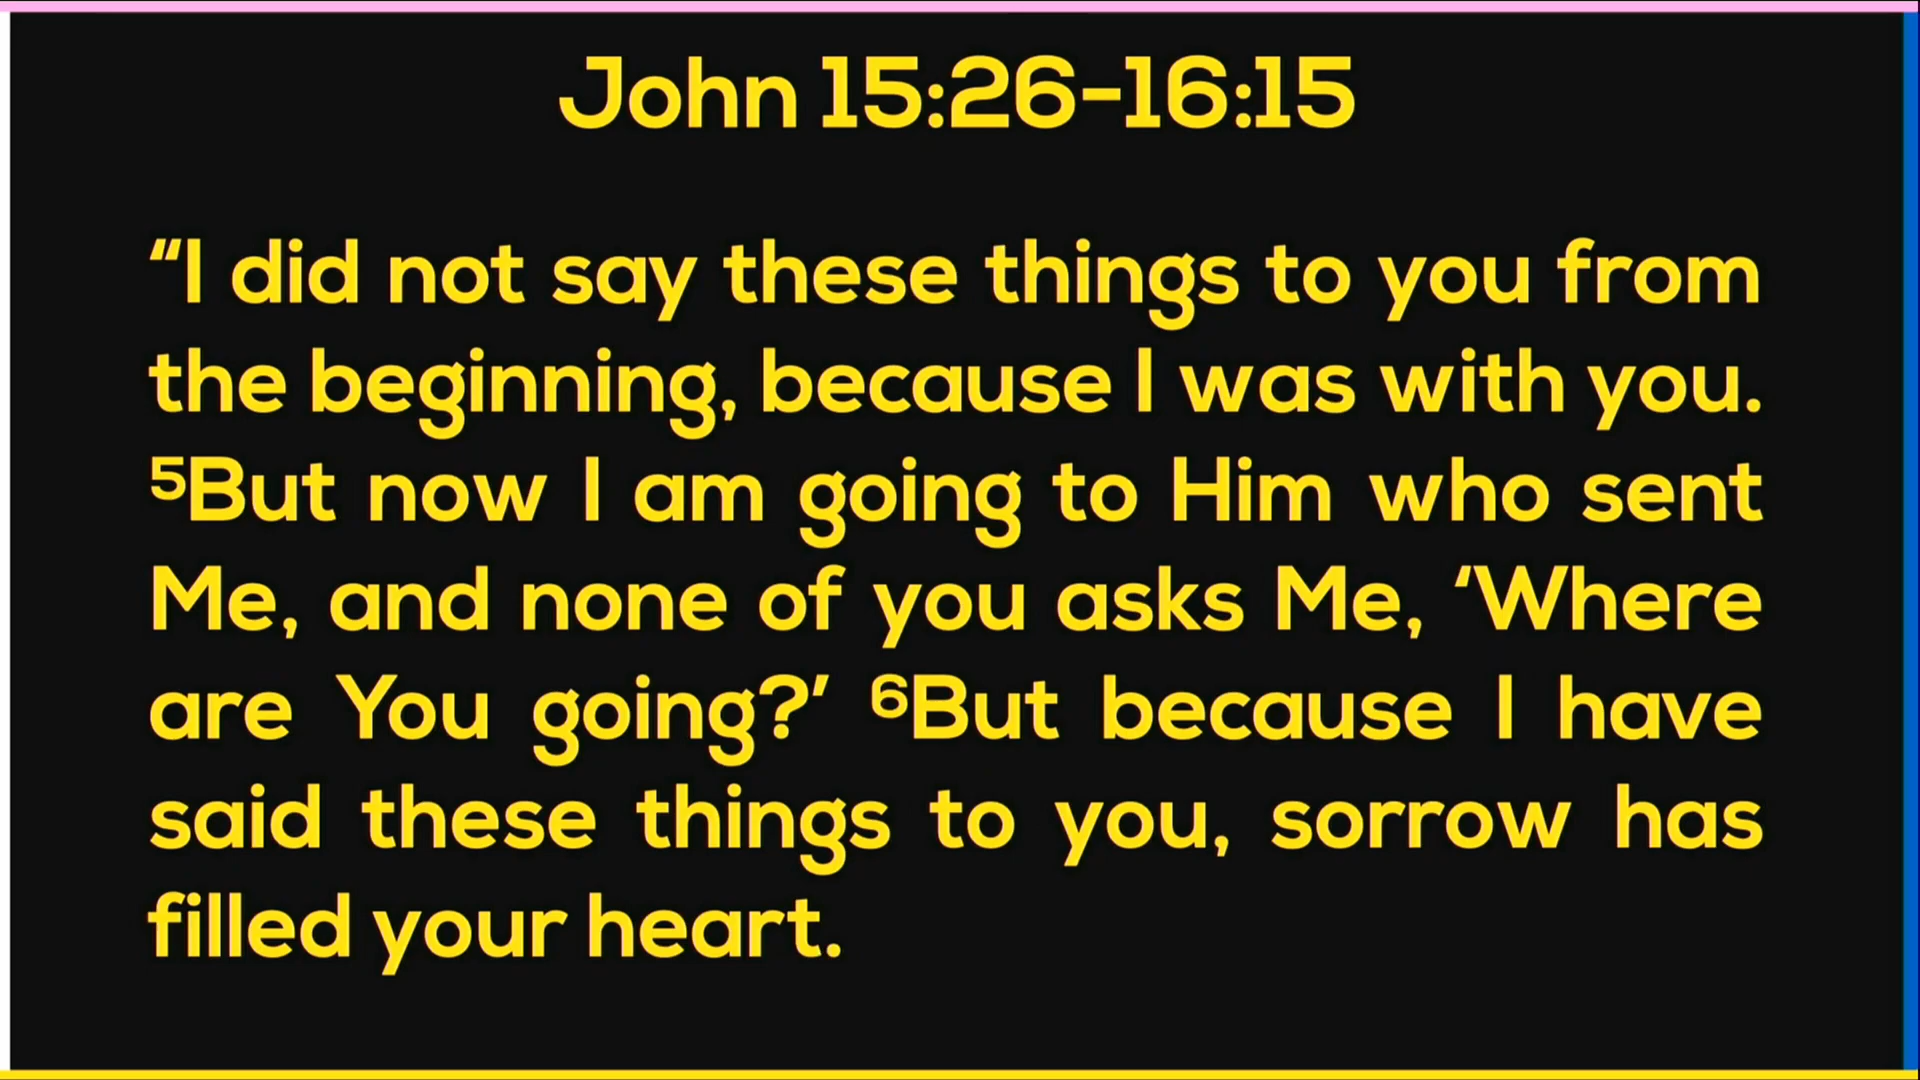 John 15:26-16:15
“I did not say these things to you from
the beginning, because I was with you.
⁵But now I am going to Him who sent
Me, and none of you asks Me, ‘Where
are You going?’ ⁶But because I have
said these things to you, sorrow has
filled your heart.